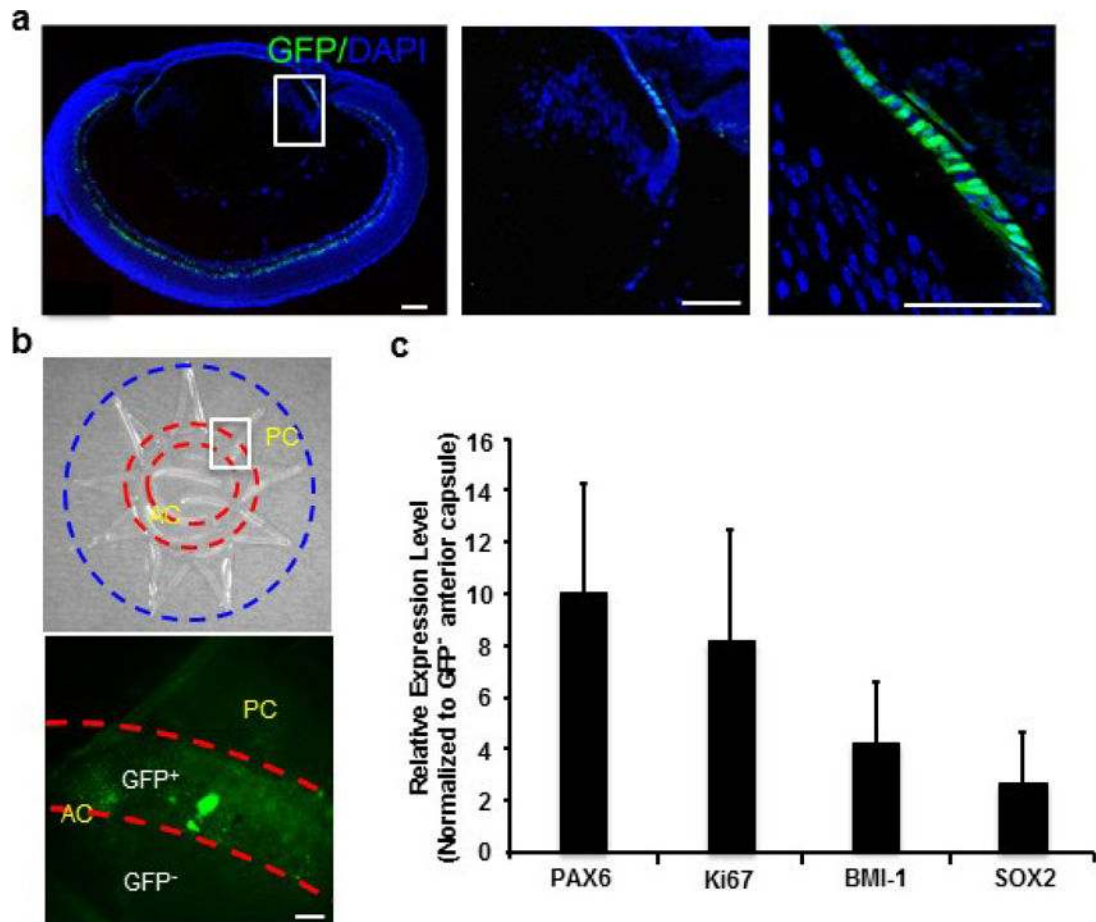 a
GFP/DAPI
b
PC
AC
PC
GFP+
AC
GFP-
c
Relative Expression Level
(Normalized to GFP- anterior capsule)
16
14
12
10
8
6
4
2
0
PAX6 Ki67 BMI-1 SOX2